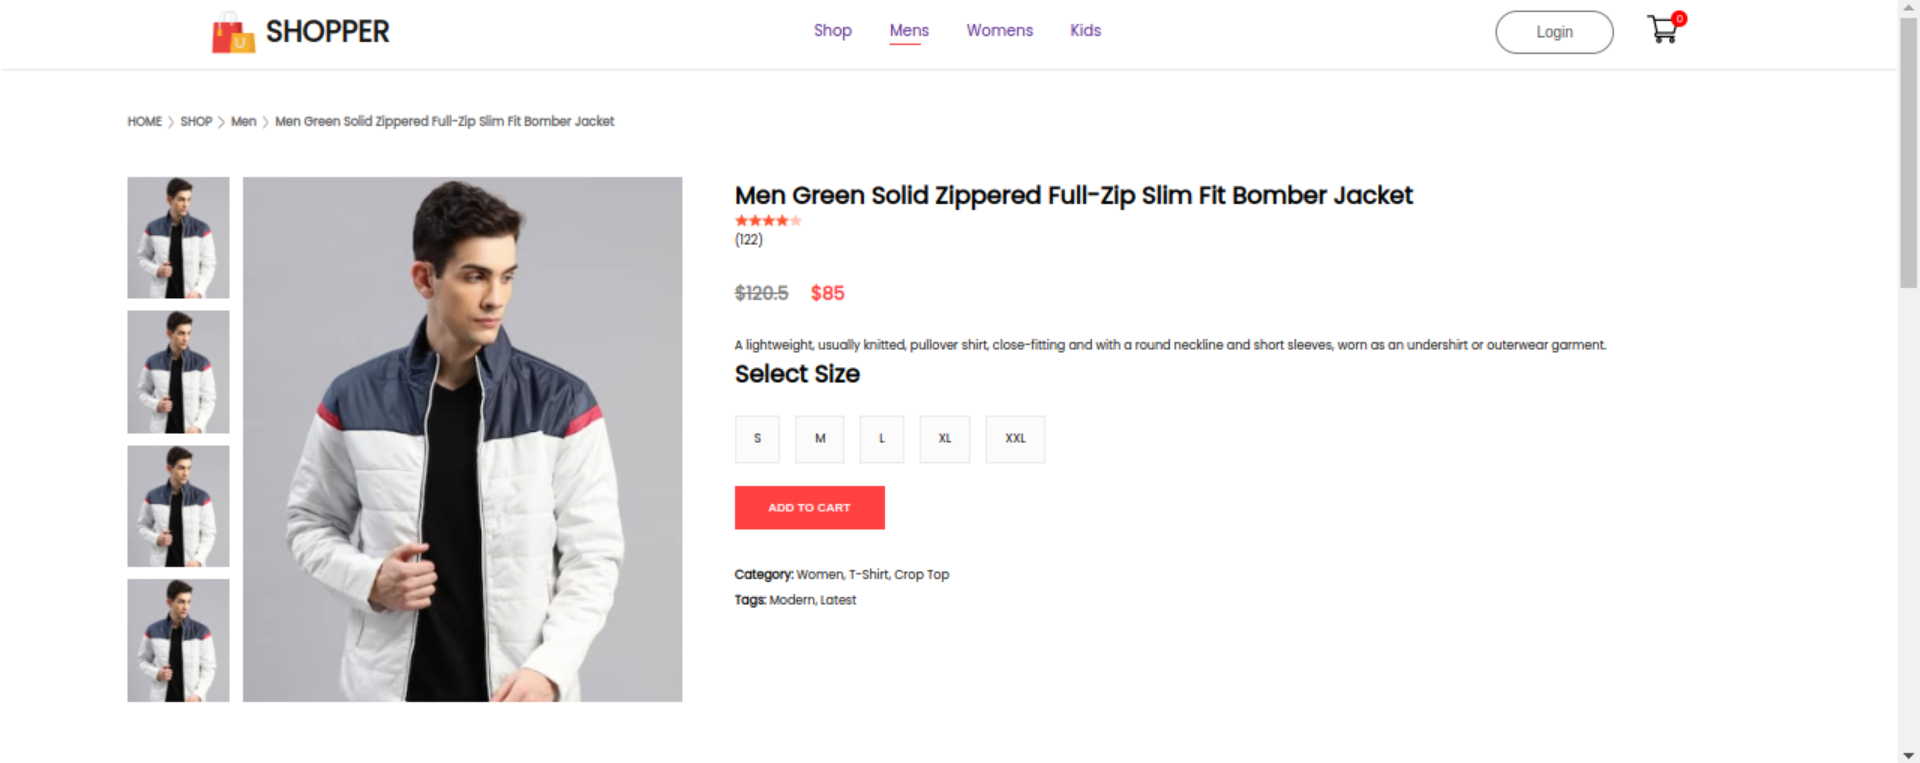 SHOPPER
Shop Mens Womens Kids
Login
0
HOME SHOP Men Men Green Solid Zippered Full-Zip Slim Fit Bomber Jacket
Men Green Solid Zippered Full-Zip Slim Fit Bomber Jacket
(122)
$120.5 $85
A lightweight, usually knitted, pullover shirt, close-fitting and with a round neckline and short sleeves, worn as an undershirt or outerwear garment.
Select Size
S M L XL XXL
ADD TO CART
Category: Women, T-Shirt, Crop Top
Tags: Modern, Latest